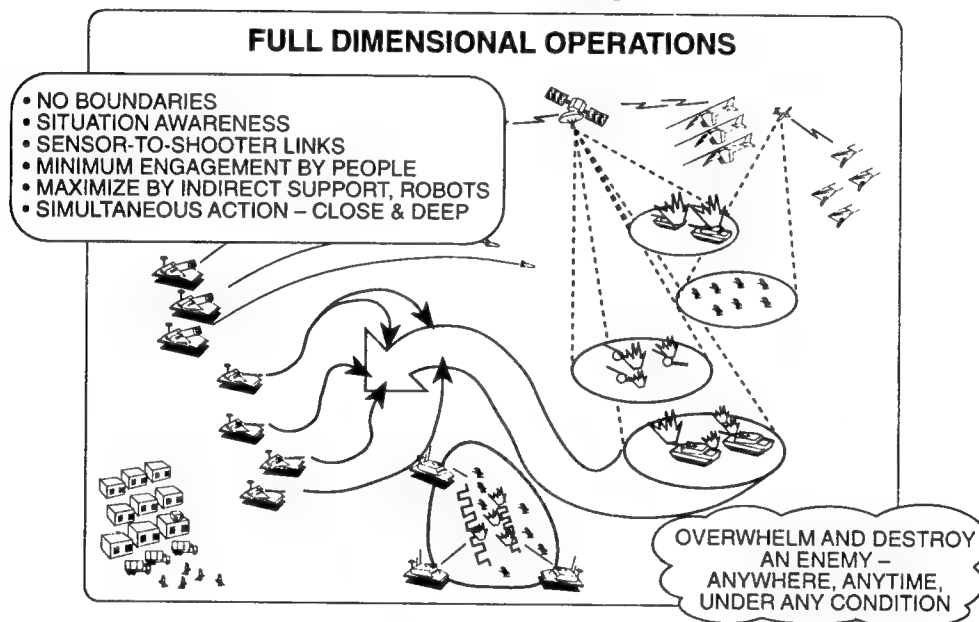 FULL DIMENSIONAL OPERATIONS
• NO BOUNDARIES
• SITUATION AWARENESS
• SENSOR-TO-SHOOTER LINKS
• MINIMUM ENGAGEMENT BY PEOPLE
• MAXIMIZE BY INDIRECT SUPPORT, ROBOTS
• SIMULTANEOUS ACTION – CLOSE & DEEP
OVERWHELM AND DESTROY
AN ENEMY –
ANYWHERE, ANYTIME,
UNDER ANY CONDITION